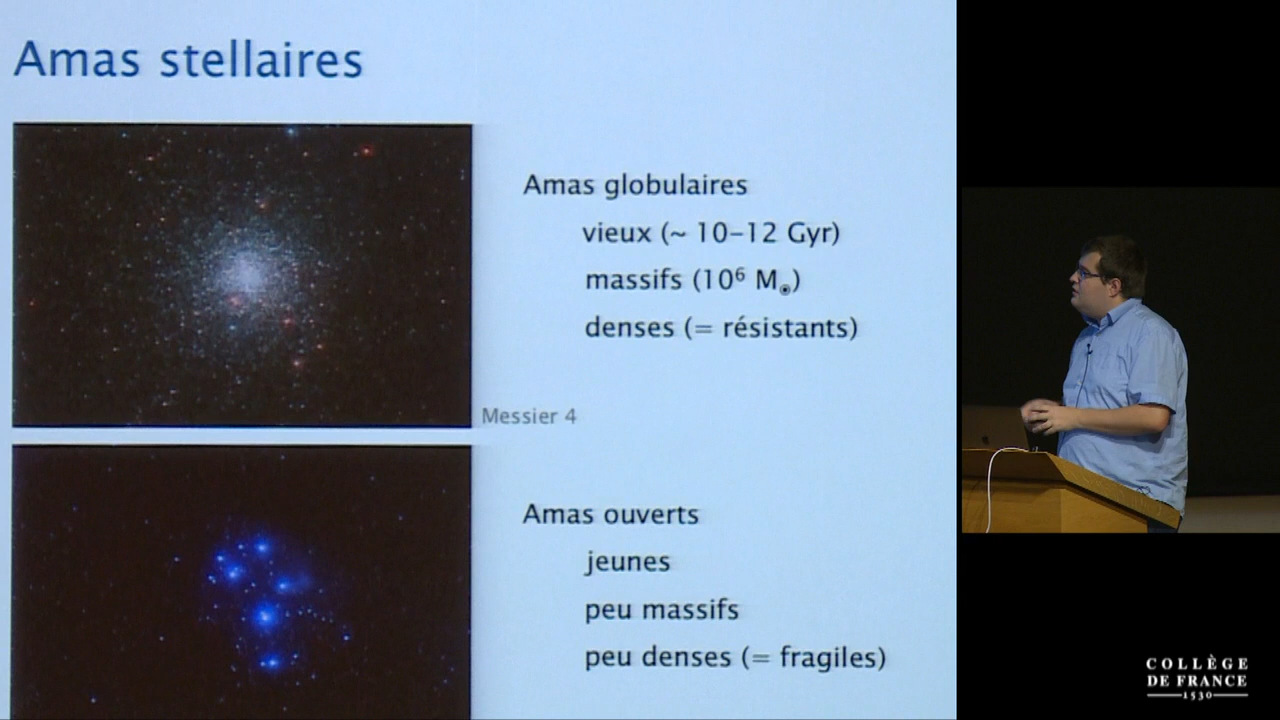 Amas stellaires
Amas globulaires
vieux (~ 10–12 Gyr)
massifs (10⁶ M☉)
denses (= résistants)
Messier 4
Amas ouverts
jeunes
peu massifs
peu denses (= fragiles)
COLLÈGE
DE FRANCE
1530